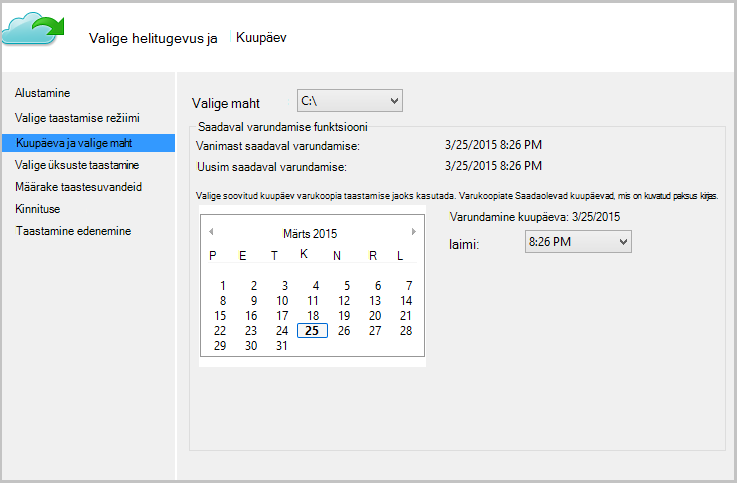 Valige helitugevus ja Kuupäev
Alustamine
Valige taastamise režiimi
Kuupäeva ja valige maht
Valige üksuste taastamine
Määrake taastesuvandeid
Kinnituse
Taastamine edenemine
Valige maht C:\
Saadaval varundamise funktsiooni
Vanimast saadaval varundamise: 3/25/2015 8:26 PM
Uusim saadaval varundamise: 3/25/2015 8:26 PM
Valige soovitud kuupäev varukoopia taastamise jaoks kasutada. Varukoopiate Saadaolevad kuupäevad, mis on kuvatud paksus kirjas.
Märts 2015
P E T K N R L
1 2 3 4 5 6 7
8 9 10 11 12 13 14
15 16 17 18 19 20 21
22 23 24 25 26 27 28
29 30 31
Varundamine kuupäeva: 3/25/2015
laimi: 8:26 PM